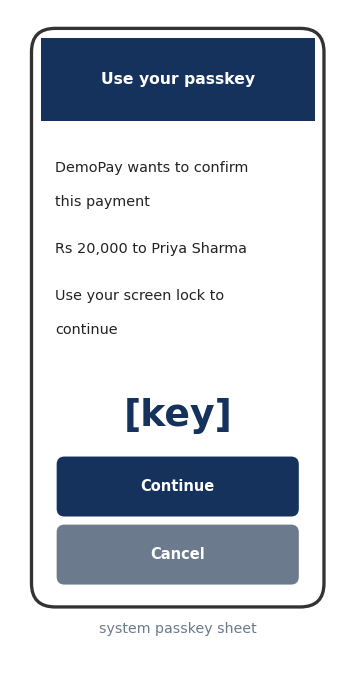 Use your passkey
DemoPay wants to confirm
this payment
Rs 20,000 to Priya Sharma
Use your screen lock to
continue
[key]
Continue
Cancel
system passkey sheet